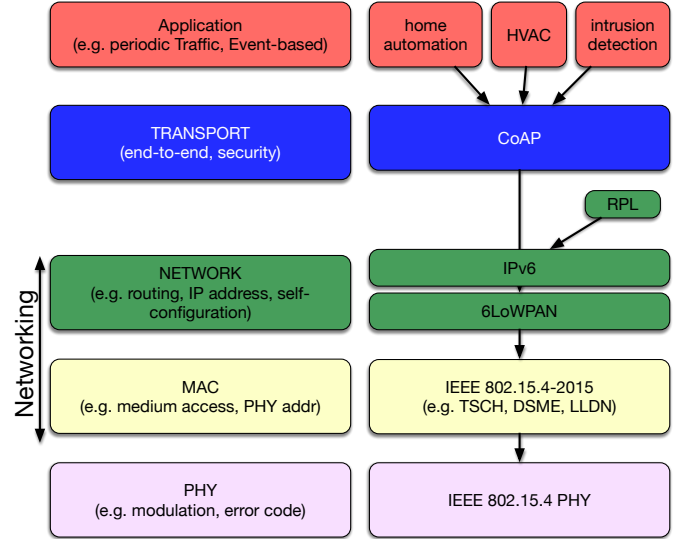 Application
(e.g. periodic Traffic, Event-based)
home
automation
HVAC
intrusion
detection
TRANSPORT
(end-to-end, security)
CoAP
RPL
Networking
NETWORK
(e.g. routing, IP address, self-
configuration)
IPv6
6LoWPAN
MAC
(e.g. medium access, PHY addr)
IEEE 802.15.4-2015
(e.g. TSCH, DSME, LLDN)
PHY
(e.g. modulation, error code)
IEEE 802.15.4 PHY